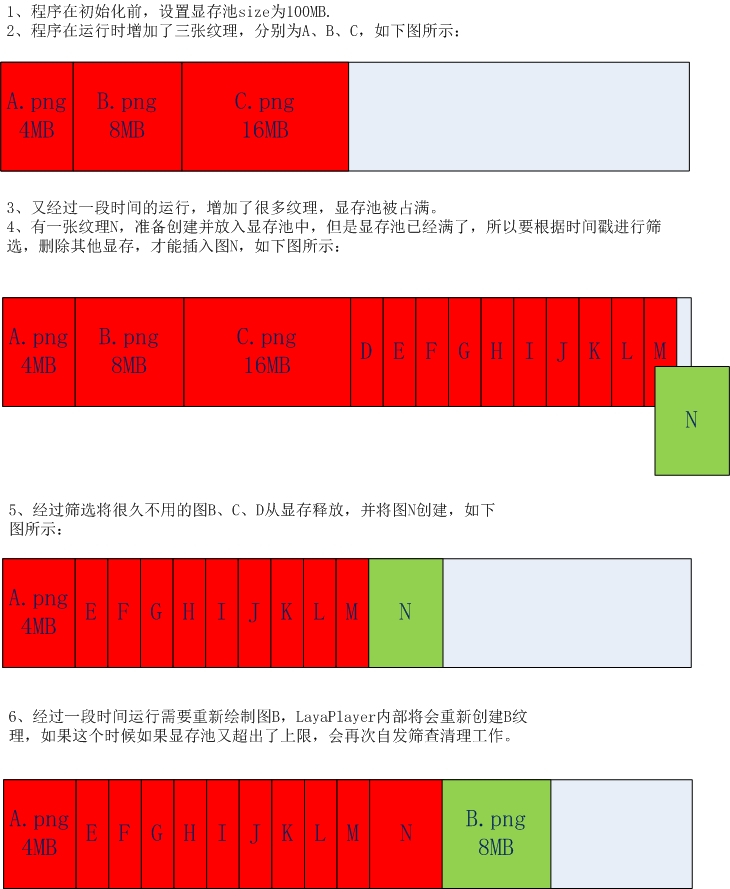 1、程序在初始化前，设置显存池size为100MB.
2、程序在运行时增加了三张纹理，分别为A、B、C，如下图所示：
A.png B.png C.png
4MB 8MB 16MB
3、又经过一段时间的运行，增加了很多纹理，显存池被占满。
4、有一张纹理N，准备创建并放入显存池中，但是显存池已经满了，所以要根据时间戳进行筛
选，删除其他显存，才能插入图N，如下图所示：
A.png B.png C.png D E F G H I J K L M
4MB 8MB 16MB
N
5、经过筛选将很久不用的图B、C、D从显存释放，并将图N创建，如下
图所示：
A.png E F G H I J K L M N
4MB
6、经过一段时间运行需要重新绘制图B，LayaPlayer内部将会重新创建B纹
理，如果这个时候如果显存池又超出了上限，会再次自发筛查清理工作。
A.png E F G H I J K L M N B.png
4MB 8MB